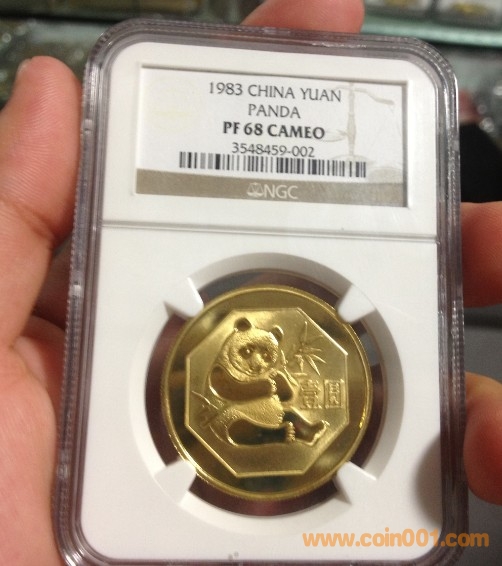 1983 CHINA YUAN
PANDA
PF 68 CAMEO
3548459-002
NGC
壹圆
www.coin001.com